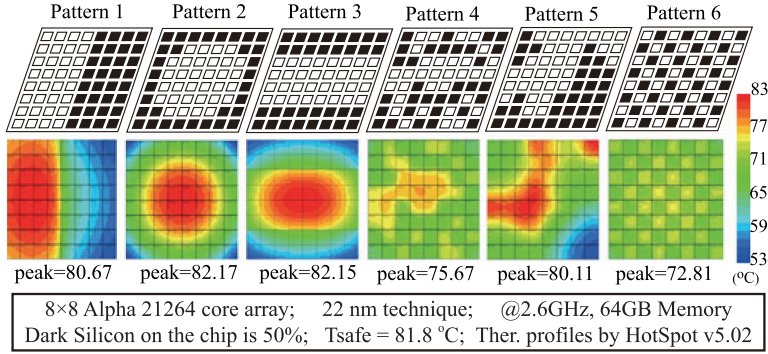 Pattern 1 Pattern 2 Pattern 3 Pattern 4 Pattern 5 Pattern 6
83
77
71
65
59
53
(ºC)
peak=80.67 peak=82.17 peak=82.15 peak=75.67 peak=80.11 peak=72.81
8×8 Alpha 21264 core array; 22 nm technique; @2.6GHz, 64GB Memory
Dark Silicon on the chip is 50%; Tsafe = 81.8 ºC; Ther. profiles by HotSpot v5.02